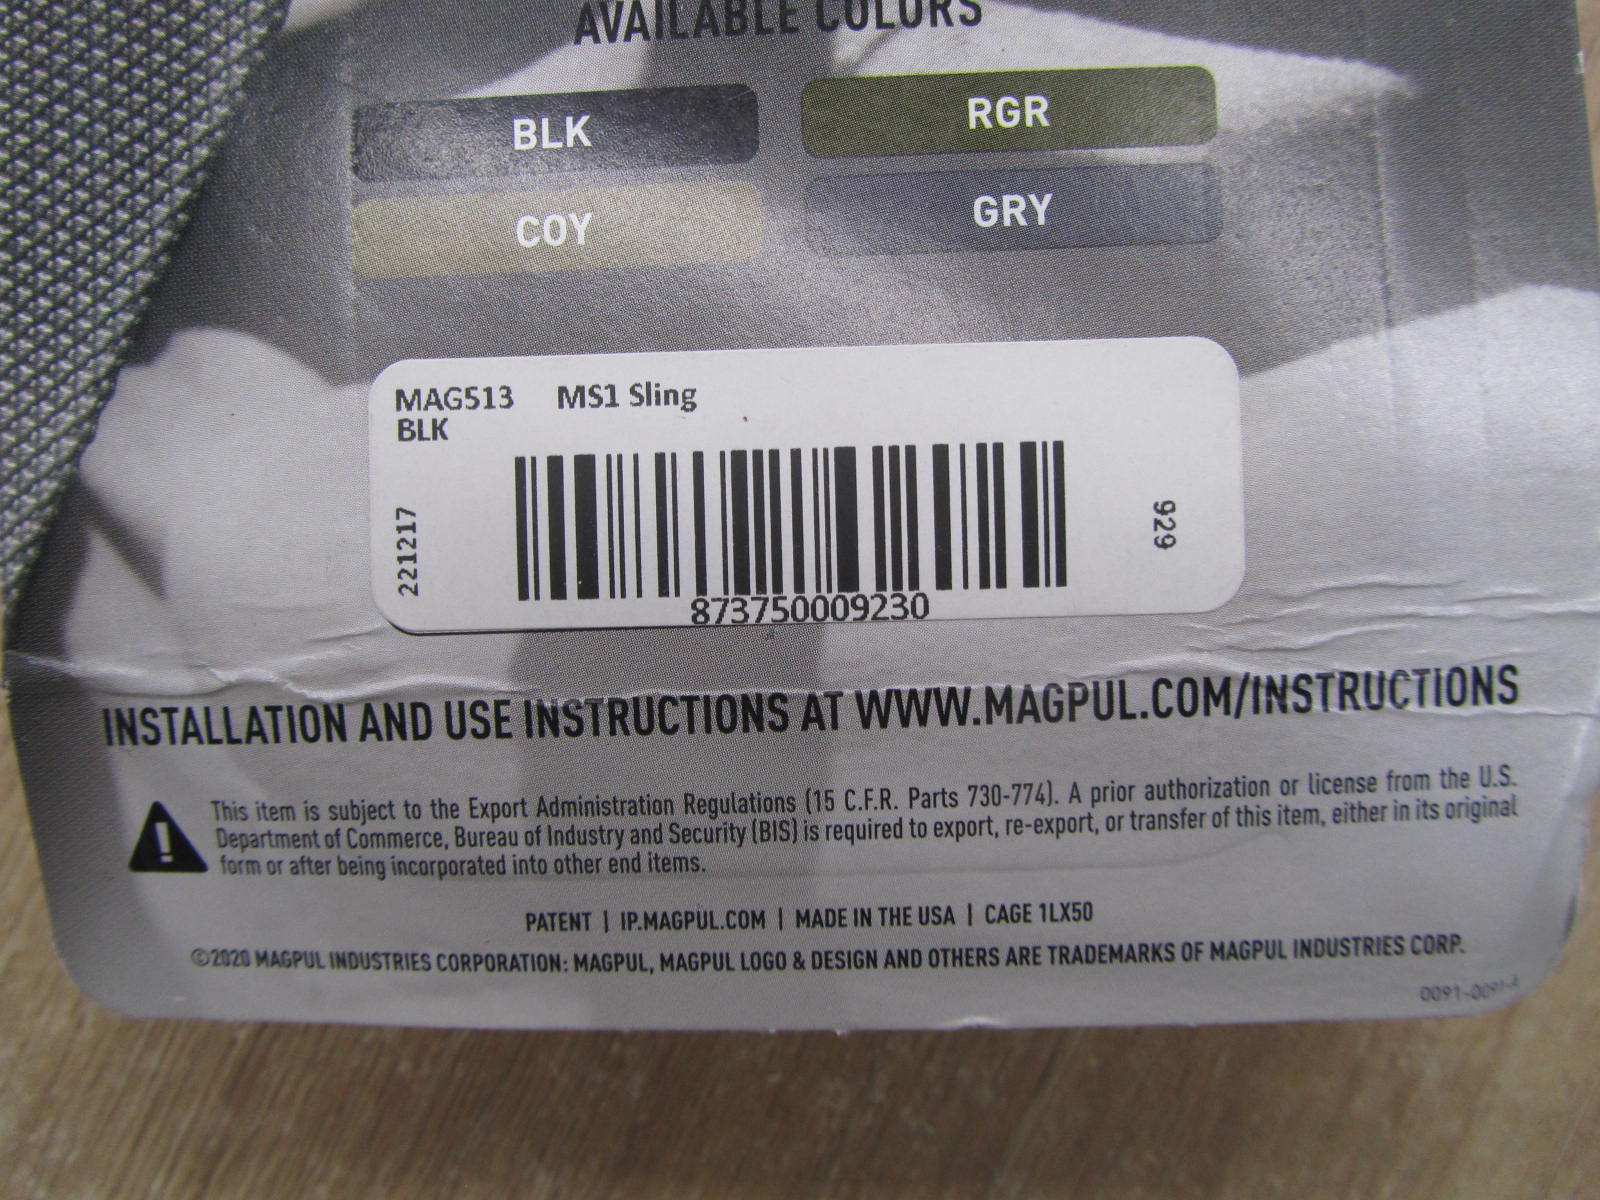 AVAILABLE COLORS
BLK
RGR
COY
GRY
MAG513 MS1 Sling
BLK
221217
929
873750009230
INSTALLATION AND USE INSTRUCTIONS AT WWW.MAGPUL.COM/INSTRUCTIONS
This item is subject to the Export Administration Regulations (15 C.F.R. Parts 730-774). A prior authorization or license from the U.S.
Department of Commerce, Bureau of Industry and Security (BIS) is required to export, re-export, or transfer of this item, either in its original
form or after being incorporated into other end items.
PATENT | IP.MAGPUL.COM | MADE IN THE USA | CAGE 1LX50
©2020 MAGPUL INDUSTRIES CORPORATION: MAGPUL, MAGPUL LOGO & DESIGN AND OTHERS ARE TRADEMARKS OF MAGPUL INDUSTRIES CORP.
0091-0091-A